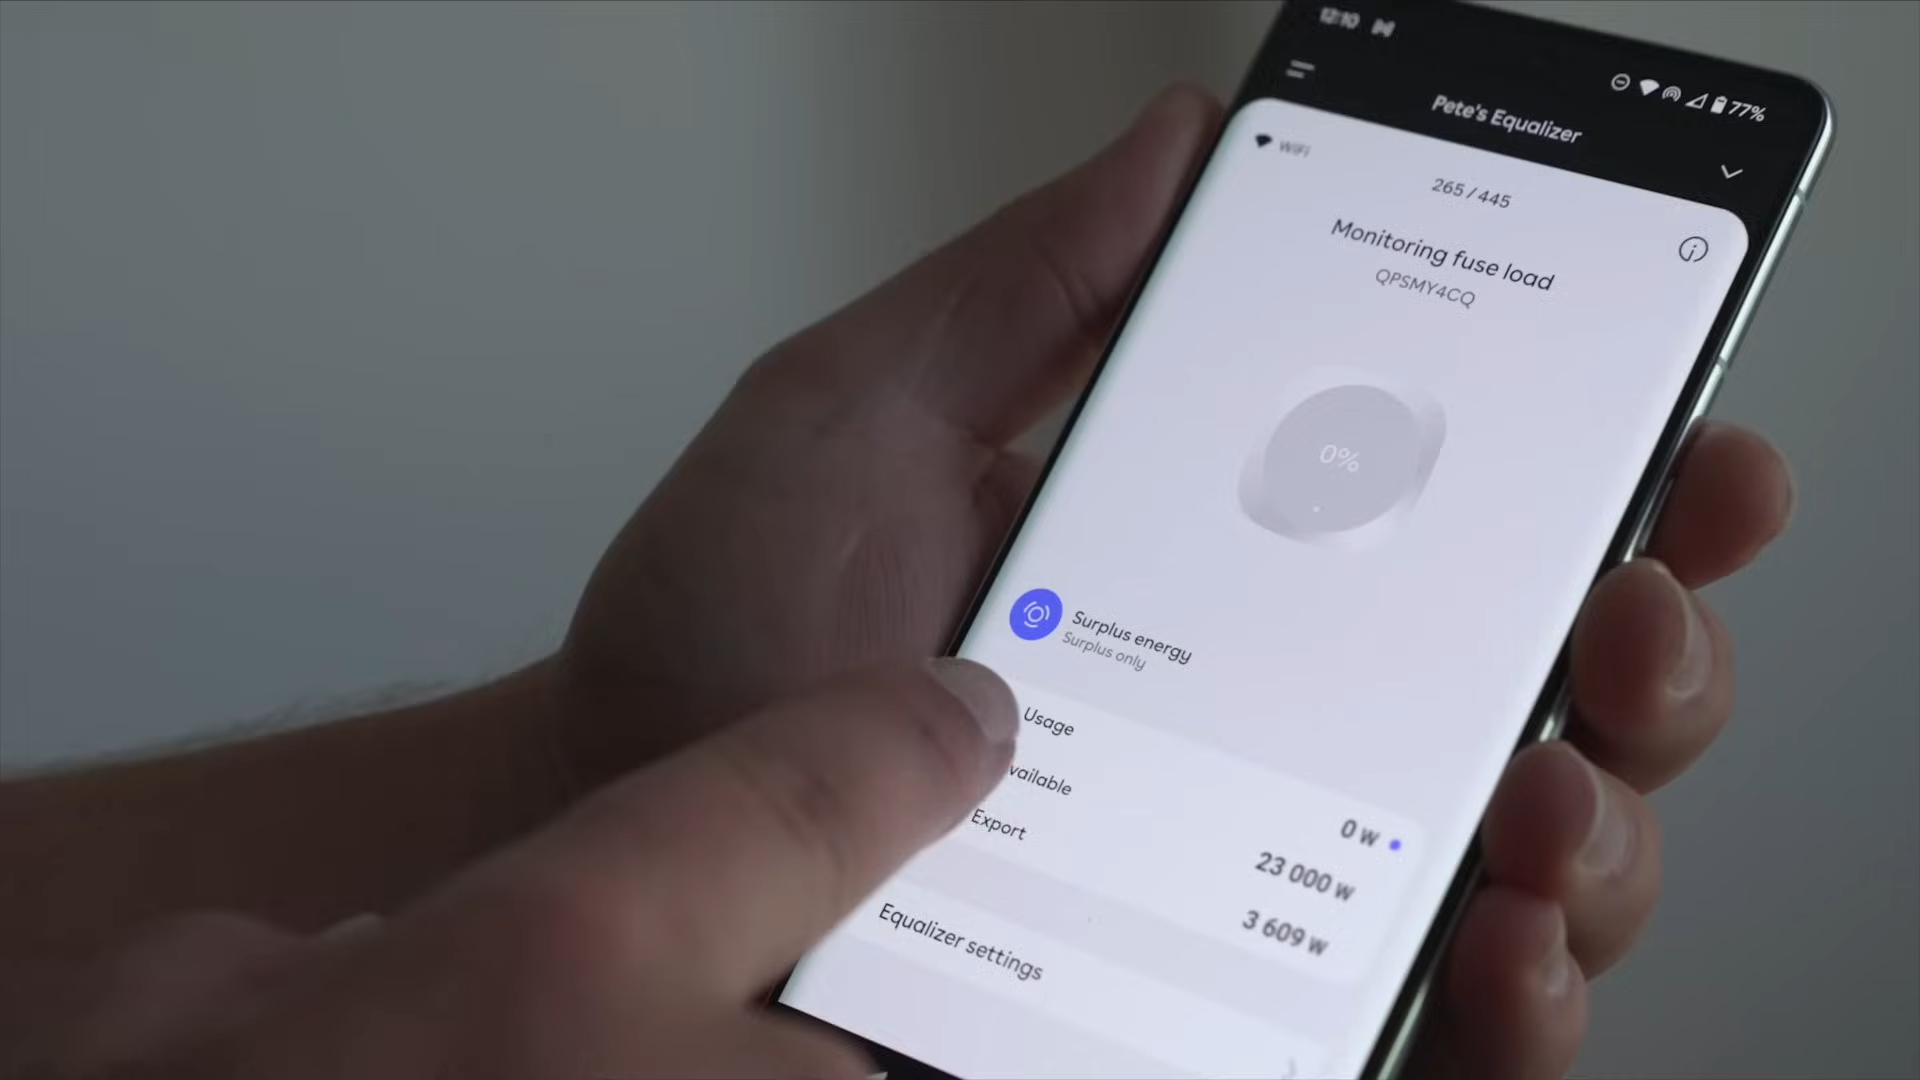 12:10
77%
Pete's Equalizer
WiFi
265 / 445
Monitoring fuse load
QPSMY4CQ
0%
Surplus energy
Surplus only
Usage 0 w
vailable 23 000 w
Export 3 609 w
Equalizer settings